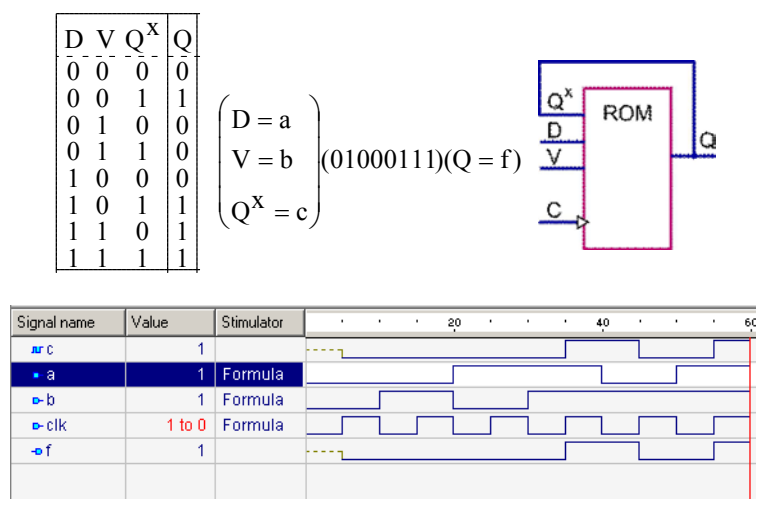 D V Q^X Q
0 0 0 0
0 0 1 1
0 1 0 0
0 1 1 0
1 0 0 0
1 0 1 1
1 1 0 1
1 1 1 1
D = a
V = b
Q^X = c
(01000111)(Q = f)
ROM
Q^x
D
V
C
Q
Signal name Value Stimulator 20 40 60
c 1
a 1 Formula
b 1 Formula
clk 1 to 0 Formula
f 1